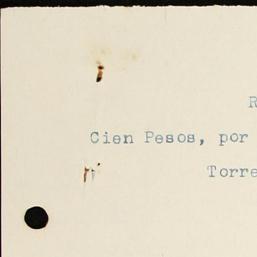 R
Cien Pesos, por
Torre